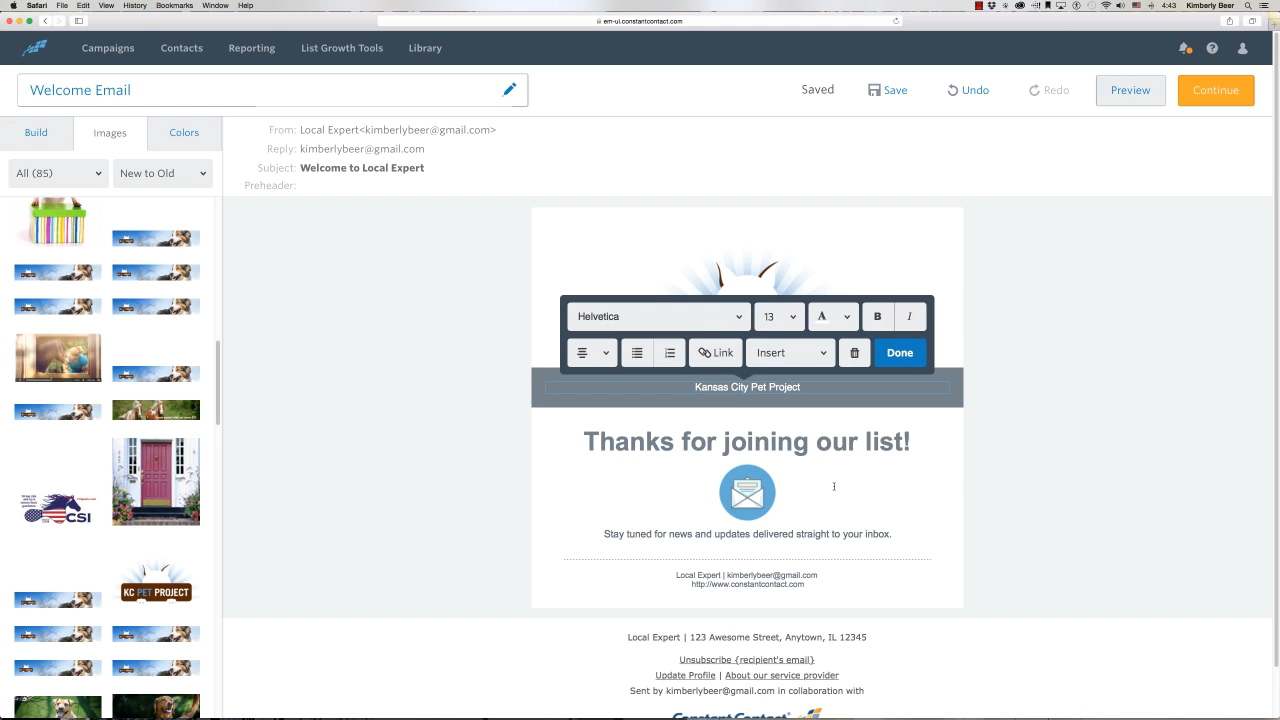 Safari File Edit View History Bookmarks Window Help
4:43 Kimberly Beer
em-ui.constantcontact.com
Campaigns Contacts Reporting List Growth Tools Library
Welcome Email
Saved Save Undo Redo Preview Continue
Build Images Colors
From: Local Expert<kimberlybeer@gmail.com>
Reply: kimberlybeer@gmail.com
Subject: Welcome to Local Expert
Preheader:
All (85) New to Old
Helvetica 13 A B I
Link Insert Done
Kansas City Pet Project
Thanks for joining our list!
Stay tuned for news and updates delivered straight to your inbox.
Local Expert | kimberlybeer@gmail.com
http://www.constantcontact.com
CSI
KC PET PROJECT
Local Expert | 123 Awesome Street, Anytown, IL 12345
Unsubscribe {recipient's email}
Update Profile | About our service provider
Sent by kimberlybeer@gmail.com in collaboration with
Constant Contact